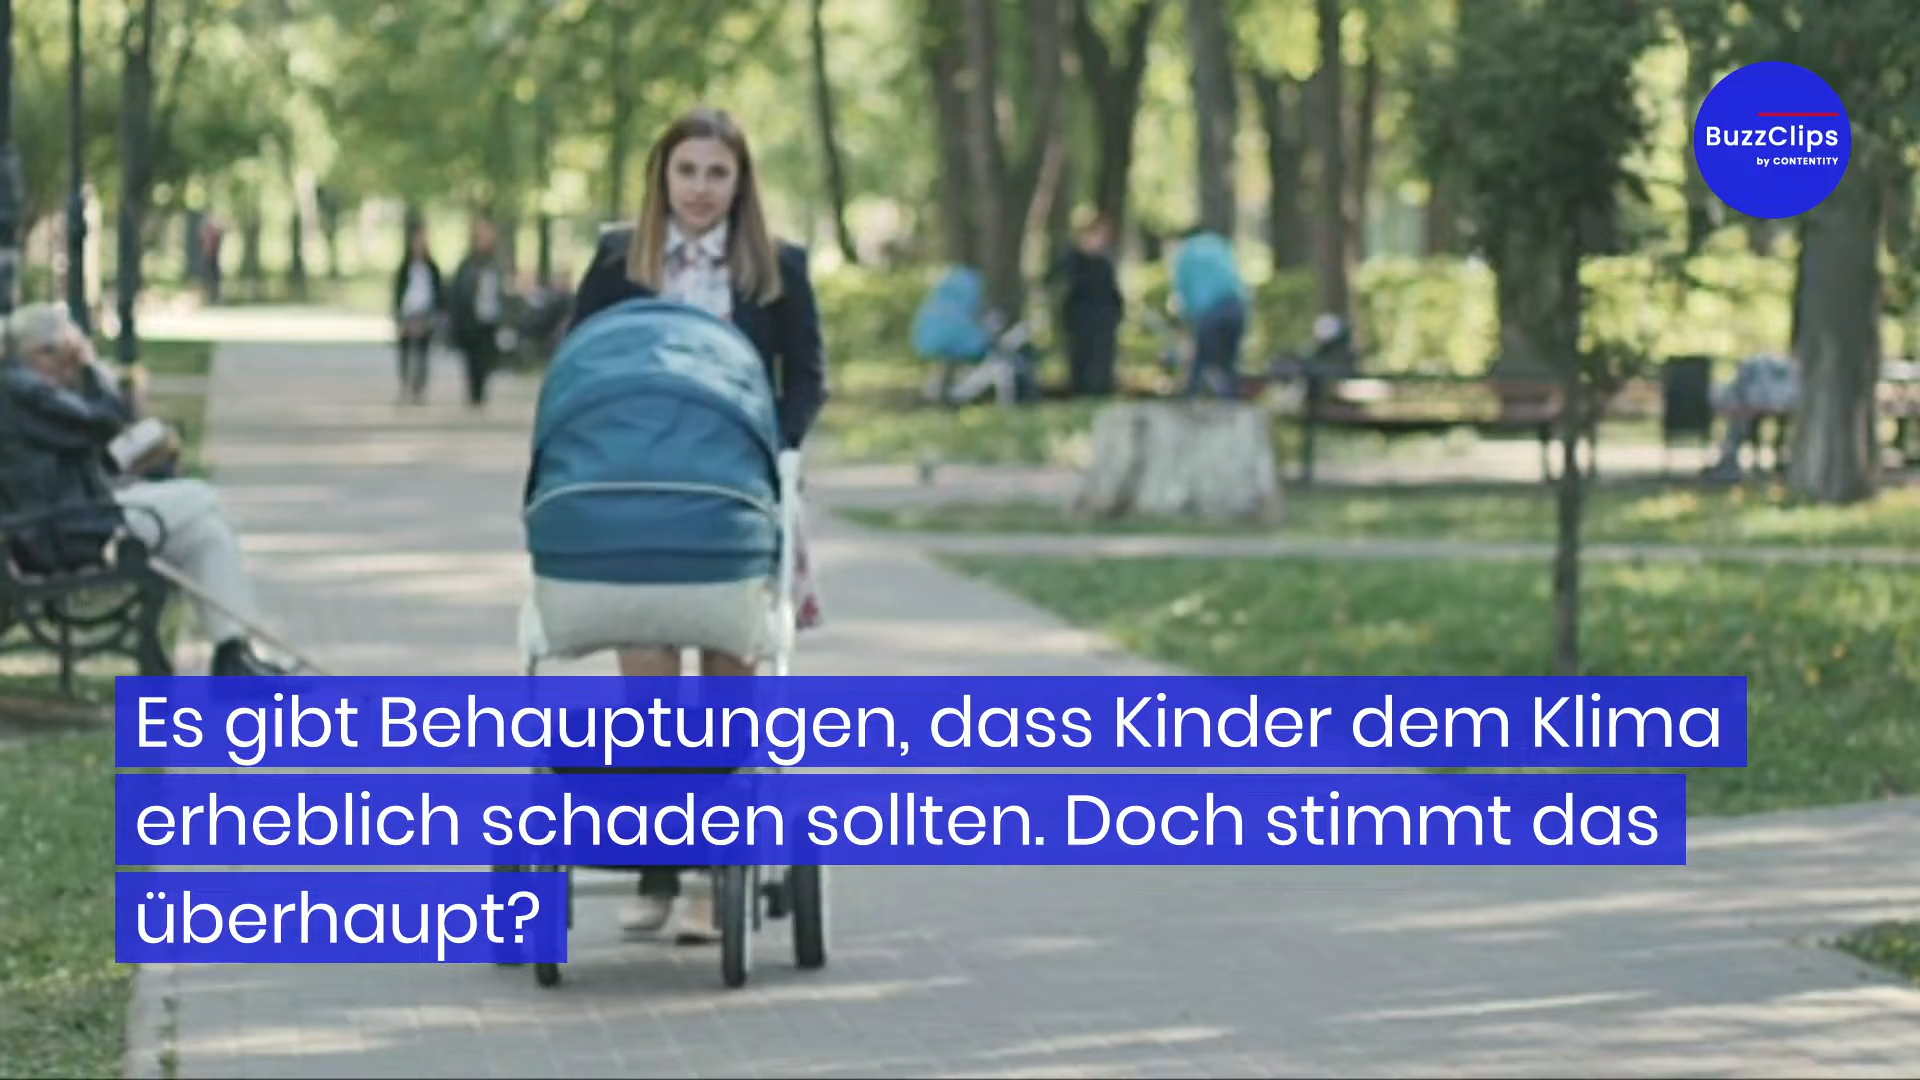 BuzzClips
by CONTENTITY
Es gibt Behauptungen, dass Kinder dem Klima
erheblich schaden sollten. Doch stimmt das
überhaupt?